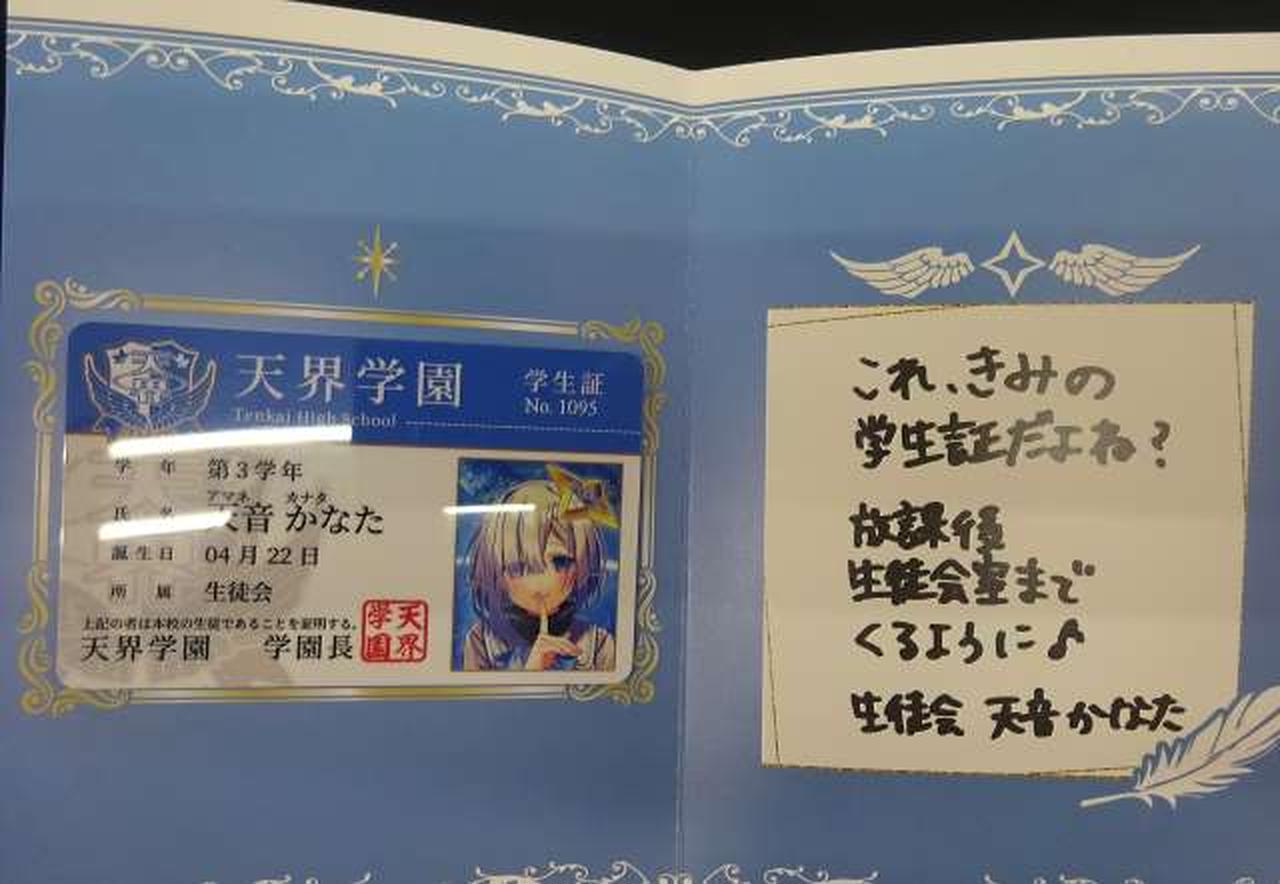 天界学園
Tenkai High School
学生証
No. 1095
学年 第3学年
アマネ カナタ
氏名 天音 かなた
誕生日 04月22日
所属 生徒会
上記の者は本校の生徒であることを証明する。
天界学園 学園長
天界学園
これ、きみの
学生証だよね?
放課後
生徒会室まで
くるように♪
生徒会 天音かなた